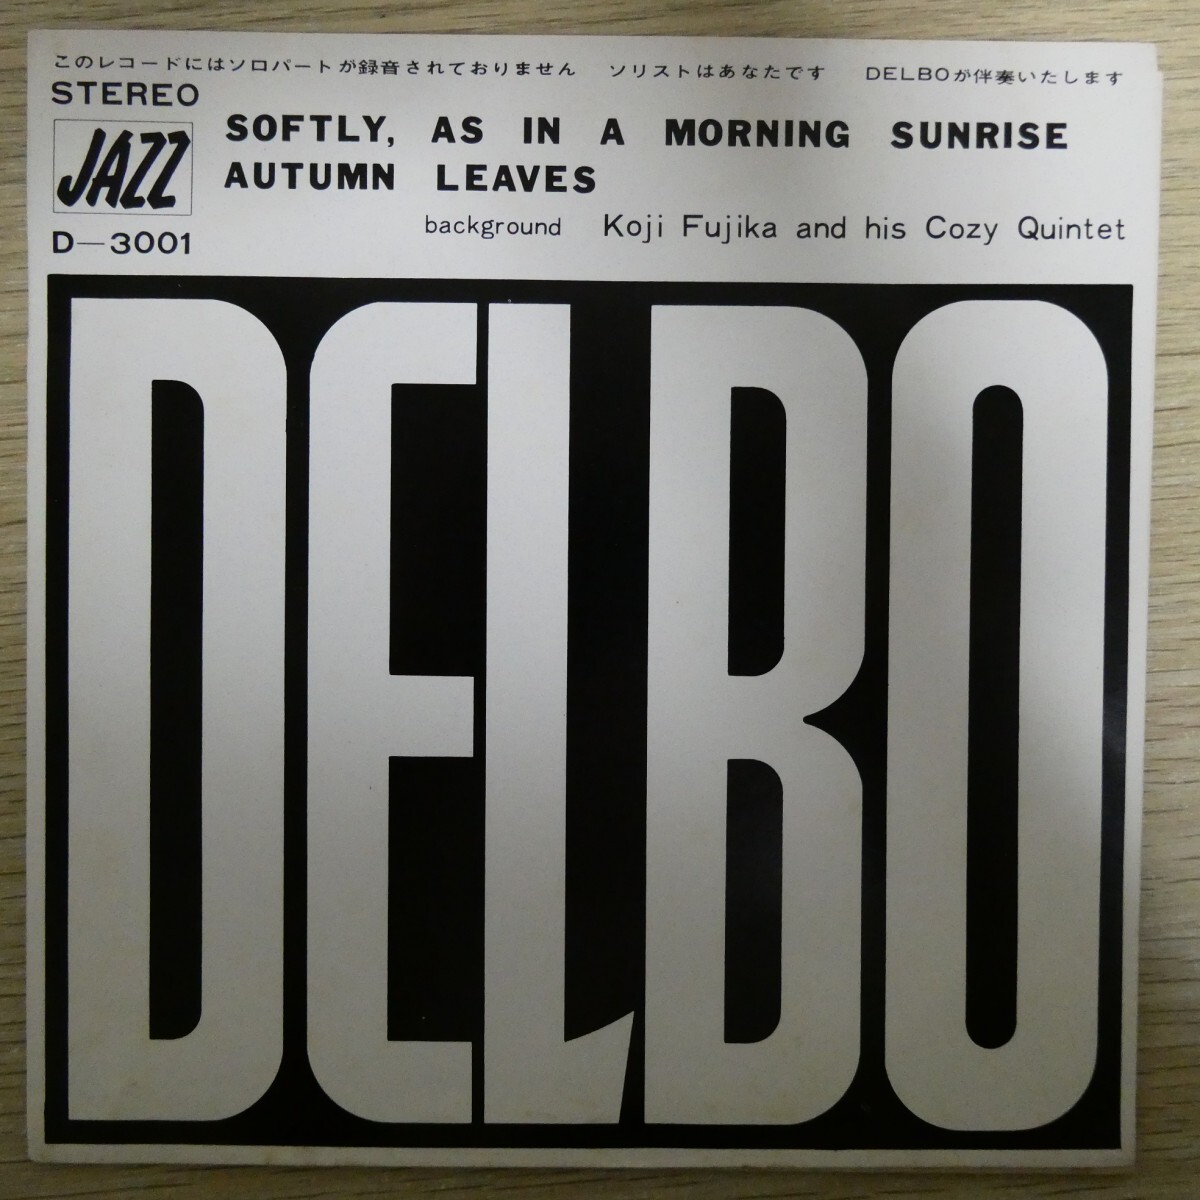 このレコードにはソロパートが録音されておりません ソリストはあなたです DELBOが伴奏いたします
STEREO
JAZZ
D-3001
SOFTLY, AS IN A MORNING SUNRISE
AUTUMN LEAVES
background Koji Fujika and his Cozy Quintet
DELBO